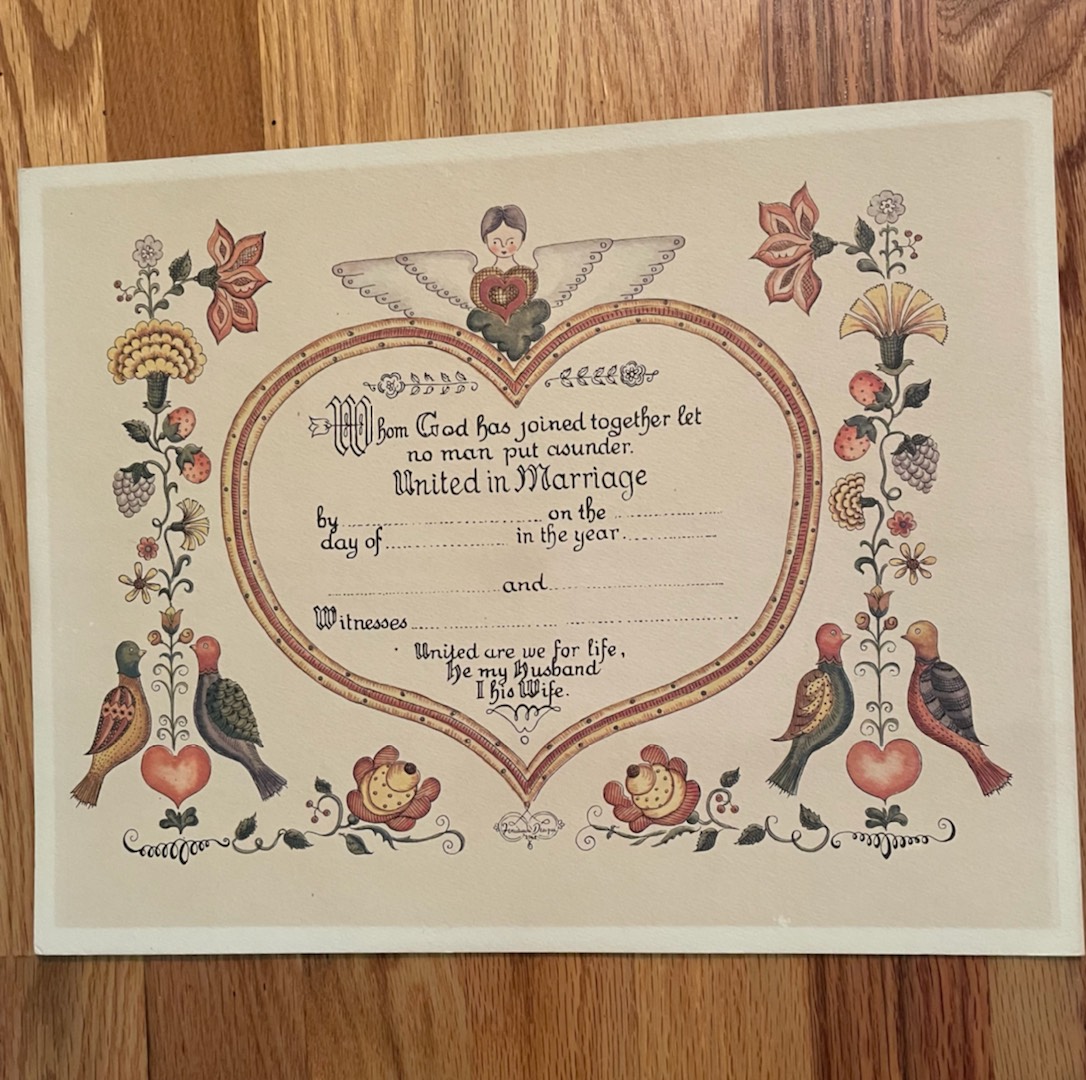 Whom God has joined together let
no man put asunder.
United in Marriage
by on the
day of in the year
and
Witnesses
United are we for life,
He my Husband
I his Wife.